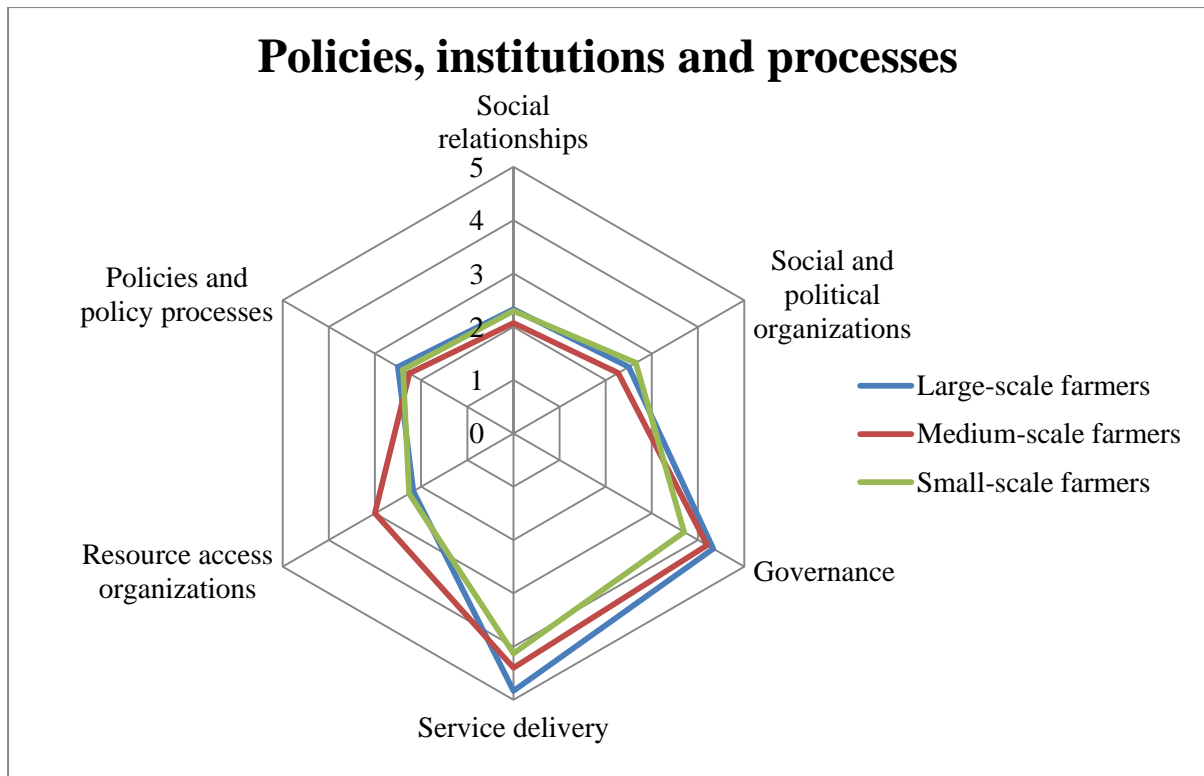 Policies, institutions and processes
Social
relationships
5
4
3
2
1
0
Social and
political
organizations
Governance
Service delivery
Resource access
organizations
Policies and
policy processes
Large-scale farmers
Medium-scale farmers
Small-scale farmers